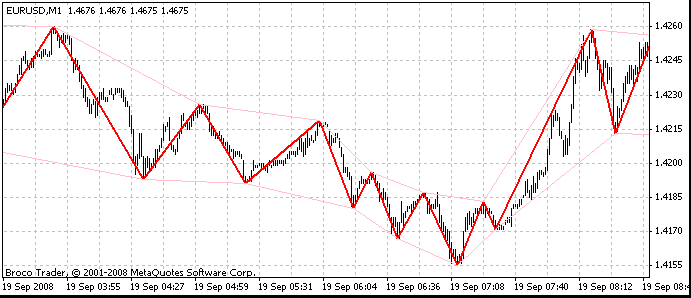 EURUSD,M1 1.4676 1.4676 1.4675 1.4675
1.4260
1.4245
1.4230
1.4215
1.4200
1.4185
1.4170
1.4155
Broco Trader, © 2001-2008 MetaQuotes Software Corp.
19 Sep 2008 19 Sep 03:55 19 Sep 04:27 19 Sep 04:59 19 Sep 05:31 19 Sep 06:04 19 Sep 06:36 19 Sep 07:08 19 Sep 07:40 19 Sep 08:12 19 Sep 08:4